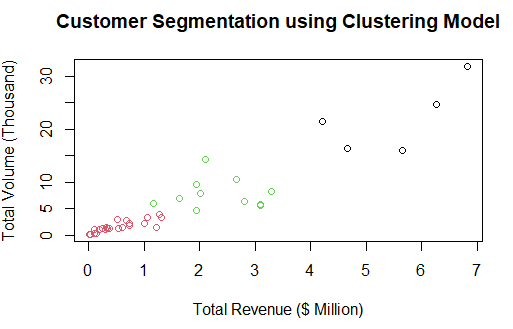 Customer Segmentation using Clustering Model
Total Volume (Thousand)
30
20
10
5
0
0 1 2 3 4 5 6 7
Total Revenue ($ Million)